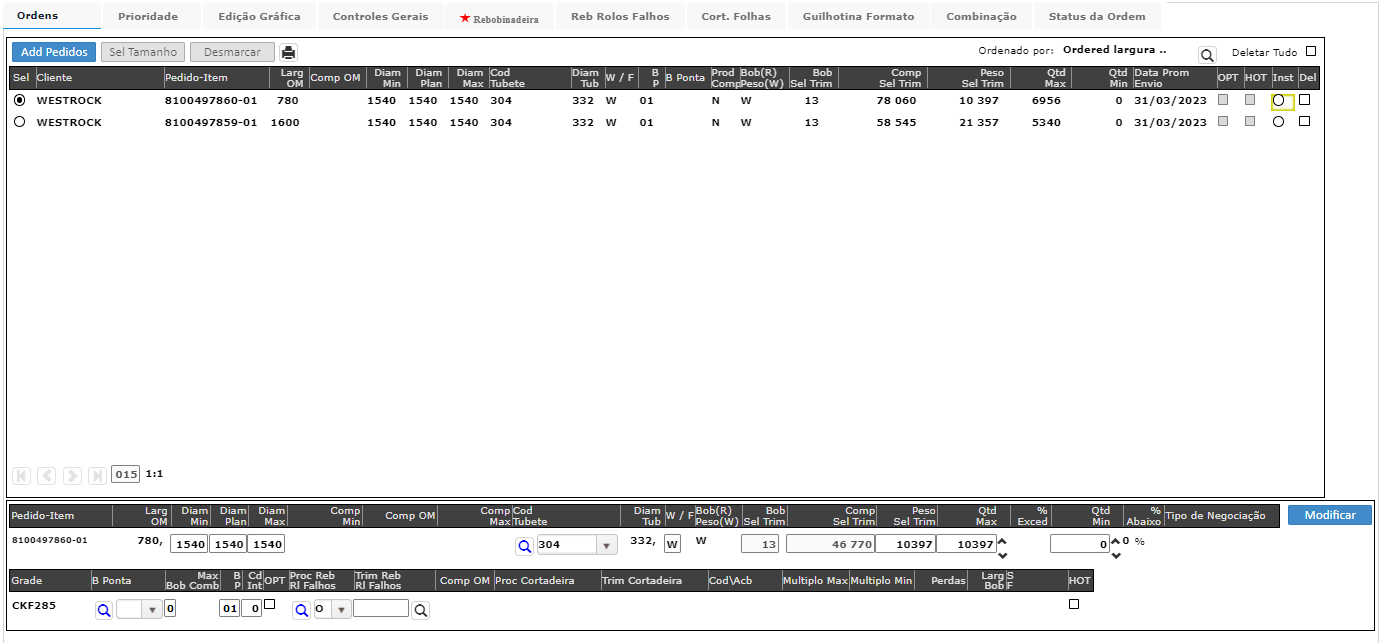 Ordens Prioridade Edição Gráfica Controles Gerais ★ Rebobinadeira Reb Rolos Falhos Cort. Folhas Guilhotina Formato Combinação Status da Ordem
Add Pedidos Sel Tamanho Desmarcar Ordenado por: Ordered largura .. Deletar Tudo
Sel Cliente Pedido-Item Larg OM Comp OM Diam Min Diam Plan Diam Max Cod Tubete Diam Tub W / F B P B Ponta Prod Comp Bob(R) Peso(W) Bob Sel Trim Comp Sel Trim Peso Sel Trim Qtd Max Qtd Min Data Prom Envio OPT HOT Inst Del
WESTROCK 8100497860-01 780 1540 1540 1540 304 332 W 01 N W 13 78 060 10 397 6956 0 31/03/2023
WESTROCK 8100497859-01 1600 1540 1540 1540 304 332 W 01 N W 13 58 545 21 357 5340 0 31/03/2023
015 1:1
Pedido-Item Larg OM Diam Min Diam Plan Diam Max Comp Min Comp OM Comp Max Cod Tubete Diam Tub W / F Bob(R) Peso(W) Bob Sel Trim Comp Sel Trim Peso Sel Trim Qtd Max % Exced Qtd Min % Abaixo Tipo de Negociação Modificar
8100497860-01 780, 1540 1540 1540 304 332, W W 13 46 770 10397 10397 0 0 %
Grade B Ponta Max Bob Comb B P Cd Int OPT Proc Reb Rl Falhos Trim Reb Rl Falhos Comp OM Proc Cortadeira Trim Cortadeira Cod\Acb Multiplo Max Multiplo Min Perdas Larg Bob S F HOT
CKF285 0 01 0 O